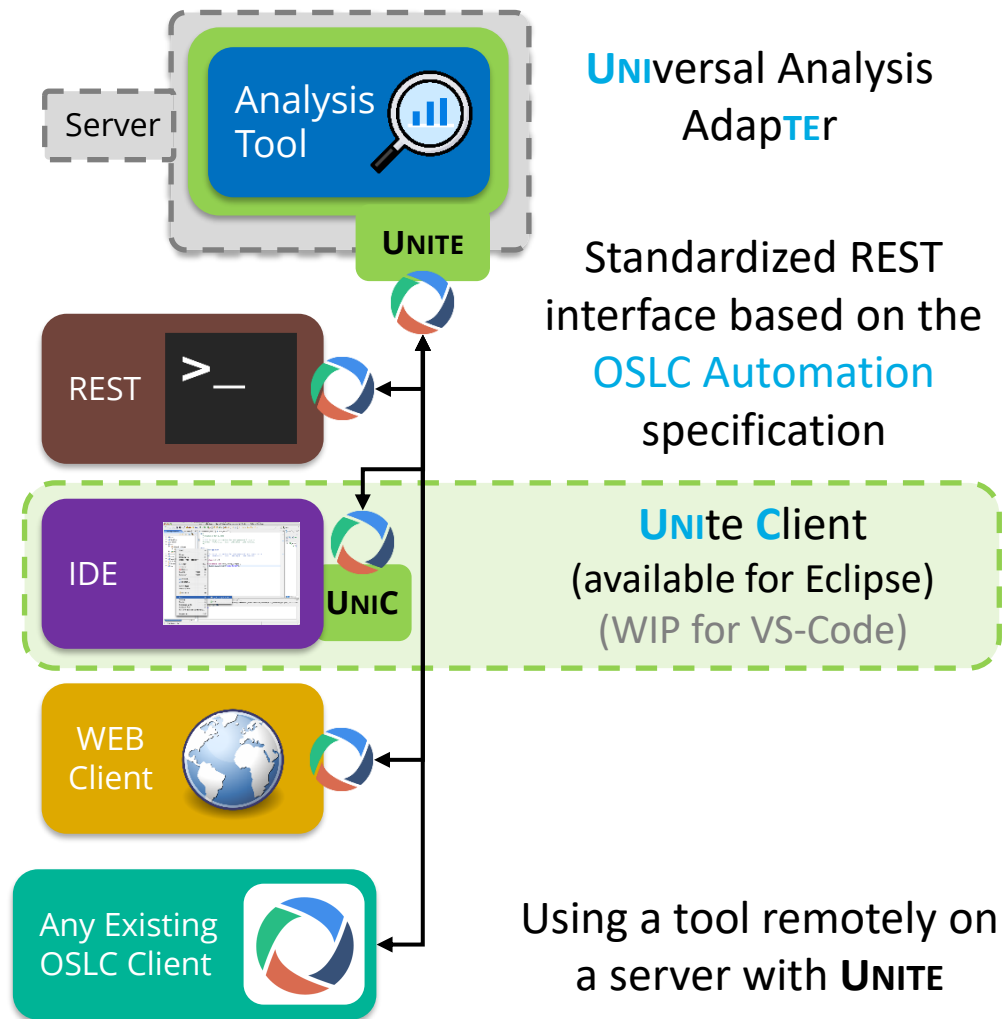 Server
Analysis
Tool
UNITE
UNIversal Analysis
AdapTEr
Standardized REST
interface based on the
OSLC Automation
specification
REST
>_
IDE
UNIC
UNIte Client
(available for Eclipse)
(WIP for VS-Code)
WEB
Client
Any Existing
OSLC Client
Using a tool remotely on
a server with UNITE